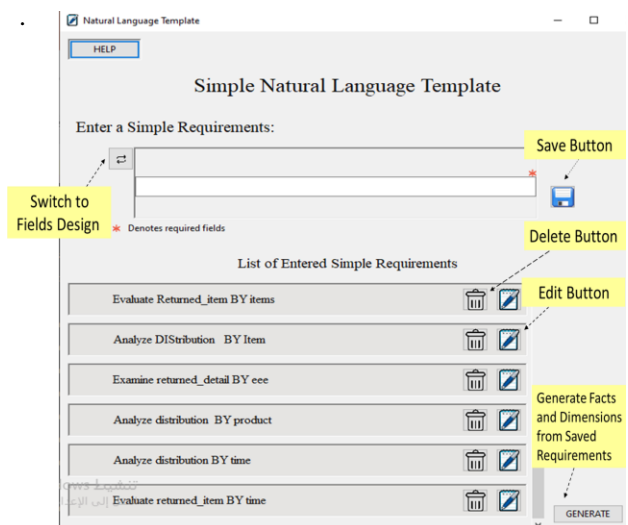 .
Natural Language Template
HELP
Simple Natural Language Template
Enter a Simple Requirements:
Save Button
*
Switch to
Fields Design
* Denotes required fields
Delete Button
List of Entered Simple Requirements
Edit Button
Evaluate Returned_item BY items
Analyze DIStribution BY Item
Examine returned_detail BY eee
Generate Facts
and Dimensions
from Saved
Requirements
Analyze distribution BY product
Analyze distribution BY time
تنشيط
إلى
Evaluate returned_item BY time
GENERATE